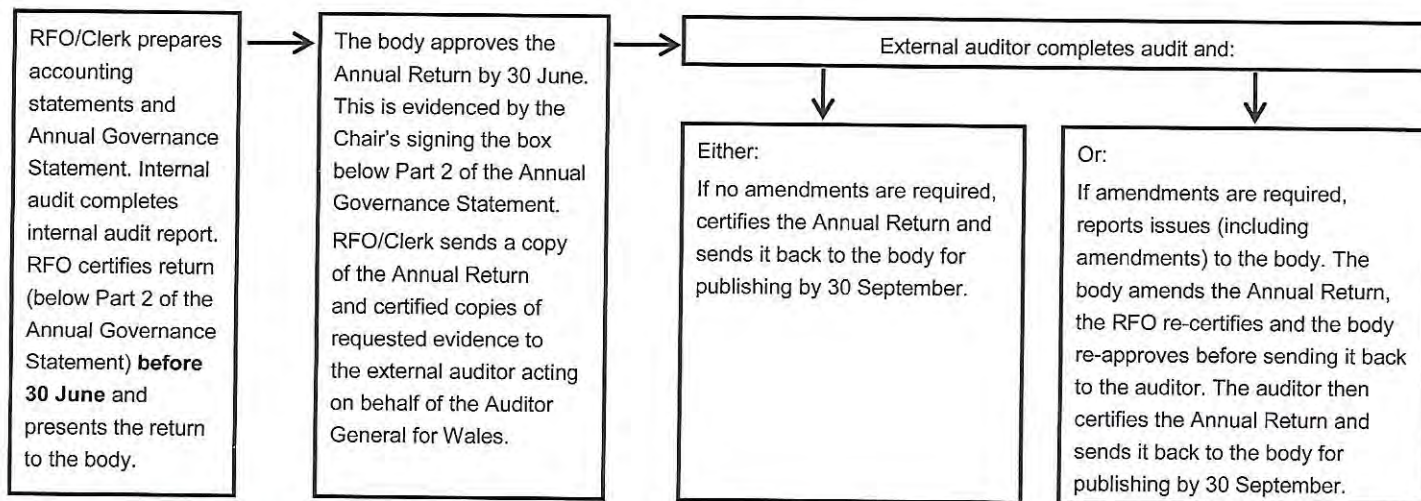 RFO/Clerk prepares
accounting
statements and
Annual Governance
Statement. Internal
audit completes
internal audit report.
RFO certifies return
(below Part 2 of the
Annual Governance
Statement) before
30 June and
presents the return
to the body.
The body approves the
Annual Return by 30 June.
This is evidenced by the
Chair's signing the box
below Part 2 of the Annual
Governance Statement.
RFO/Clerk sends a copy
of the Annual Return
and certified copies of
requested evidence to
the external auditor acting
on behalf of the Auditor
General for Wales.
External auditor completes audit and:
Either:
If no amendments are required,
certifies the Annual Return and
sends it back to the body for
publishing by 30 September.
Or:
If amendments are required,
reports issues (including
amendments) to the body. The
body amends the Annual Return,
the RFO re-certifies and the body
re-approves before sending it back
to the auditor. The auditor then
certifies the Annual Return and
sends it back to the body for
publishing by 30 September.